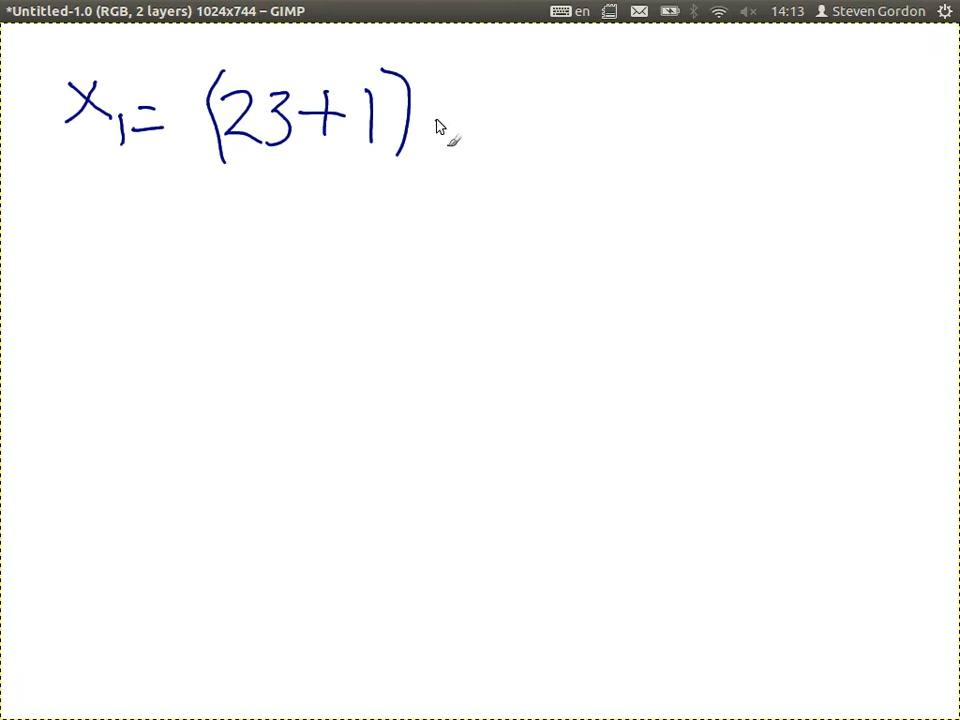 *Untitled-1.0 (RGB, 2 layers) 1024x744 – GIMP en 14:13 Steven Gordon
x₁= (23+1)